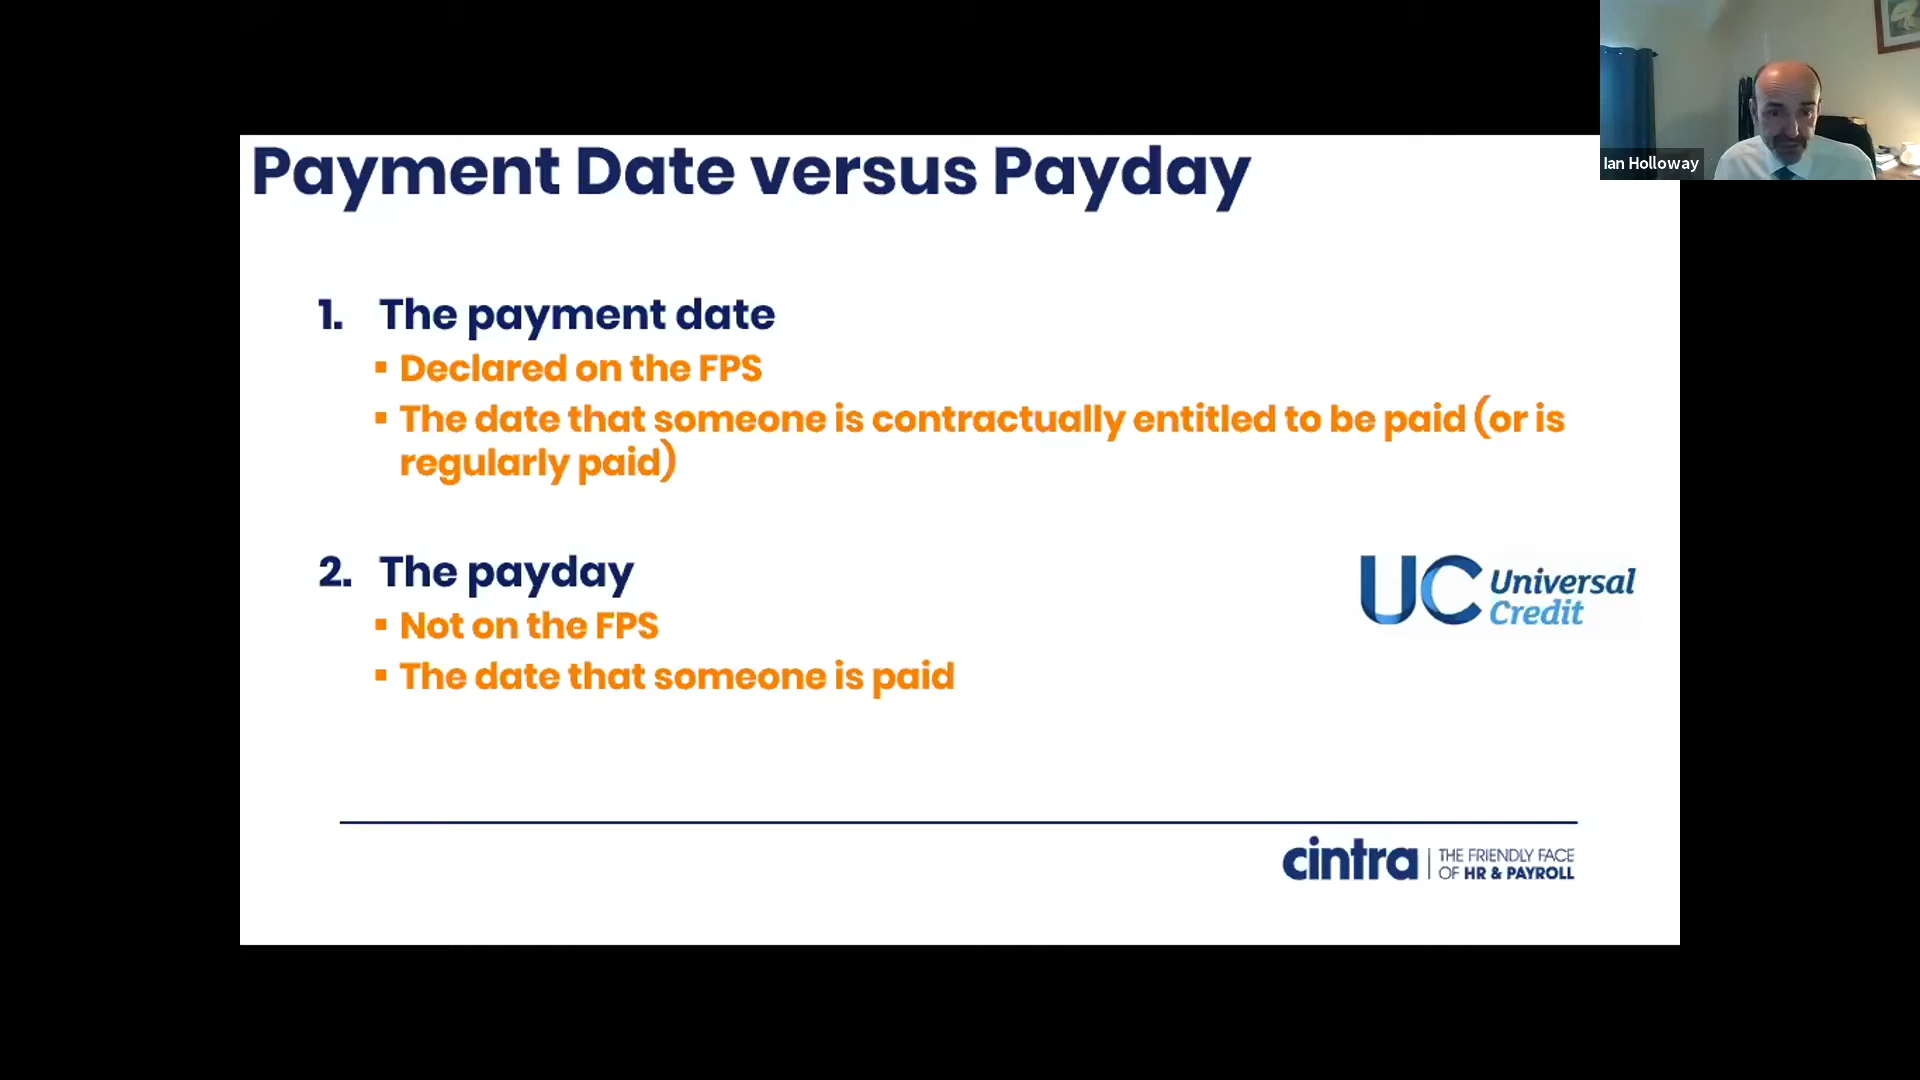 Payment Date versus Payday
Ian Holloway
1. The payment date
▪ Declared on the FPS
▪ The date that someone is contractually entitled to be paid (or is
regularly paid)
2. The payday
▪ Not on the FPS
▪ The date that someone is paid
UC Universal
Credit
cintra THE FRIENDLY FACE
OF HR & PAYROLL